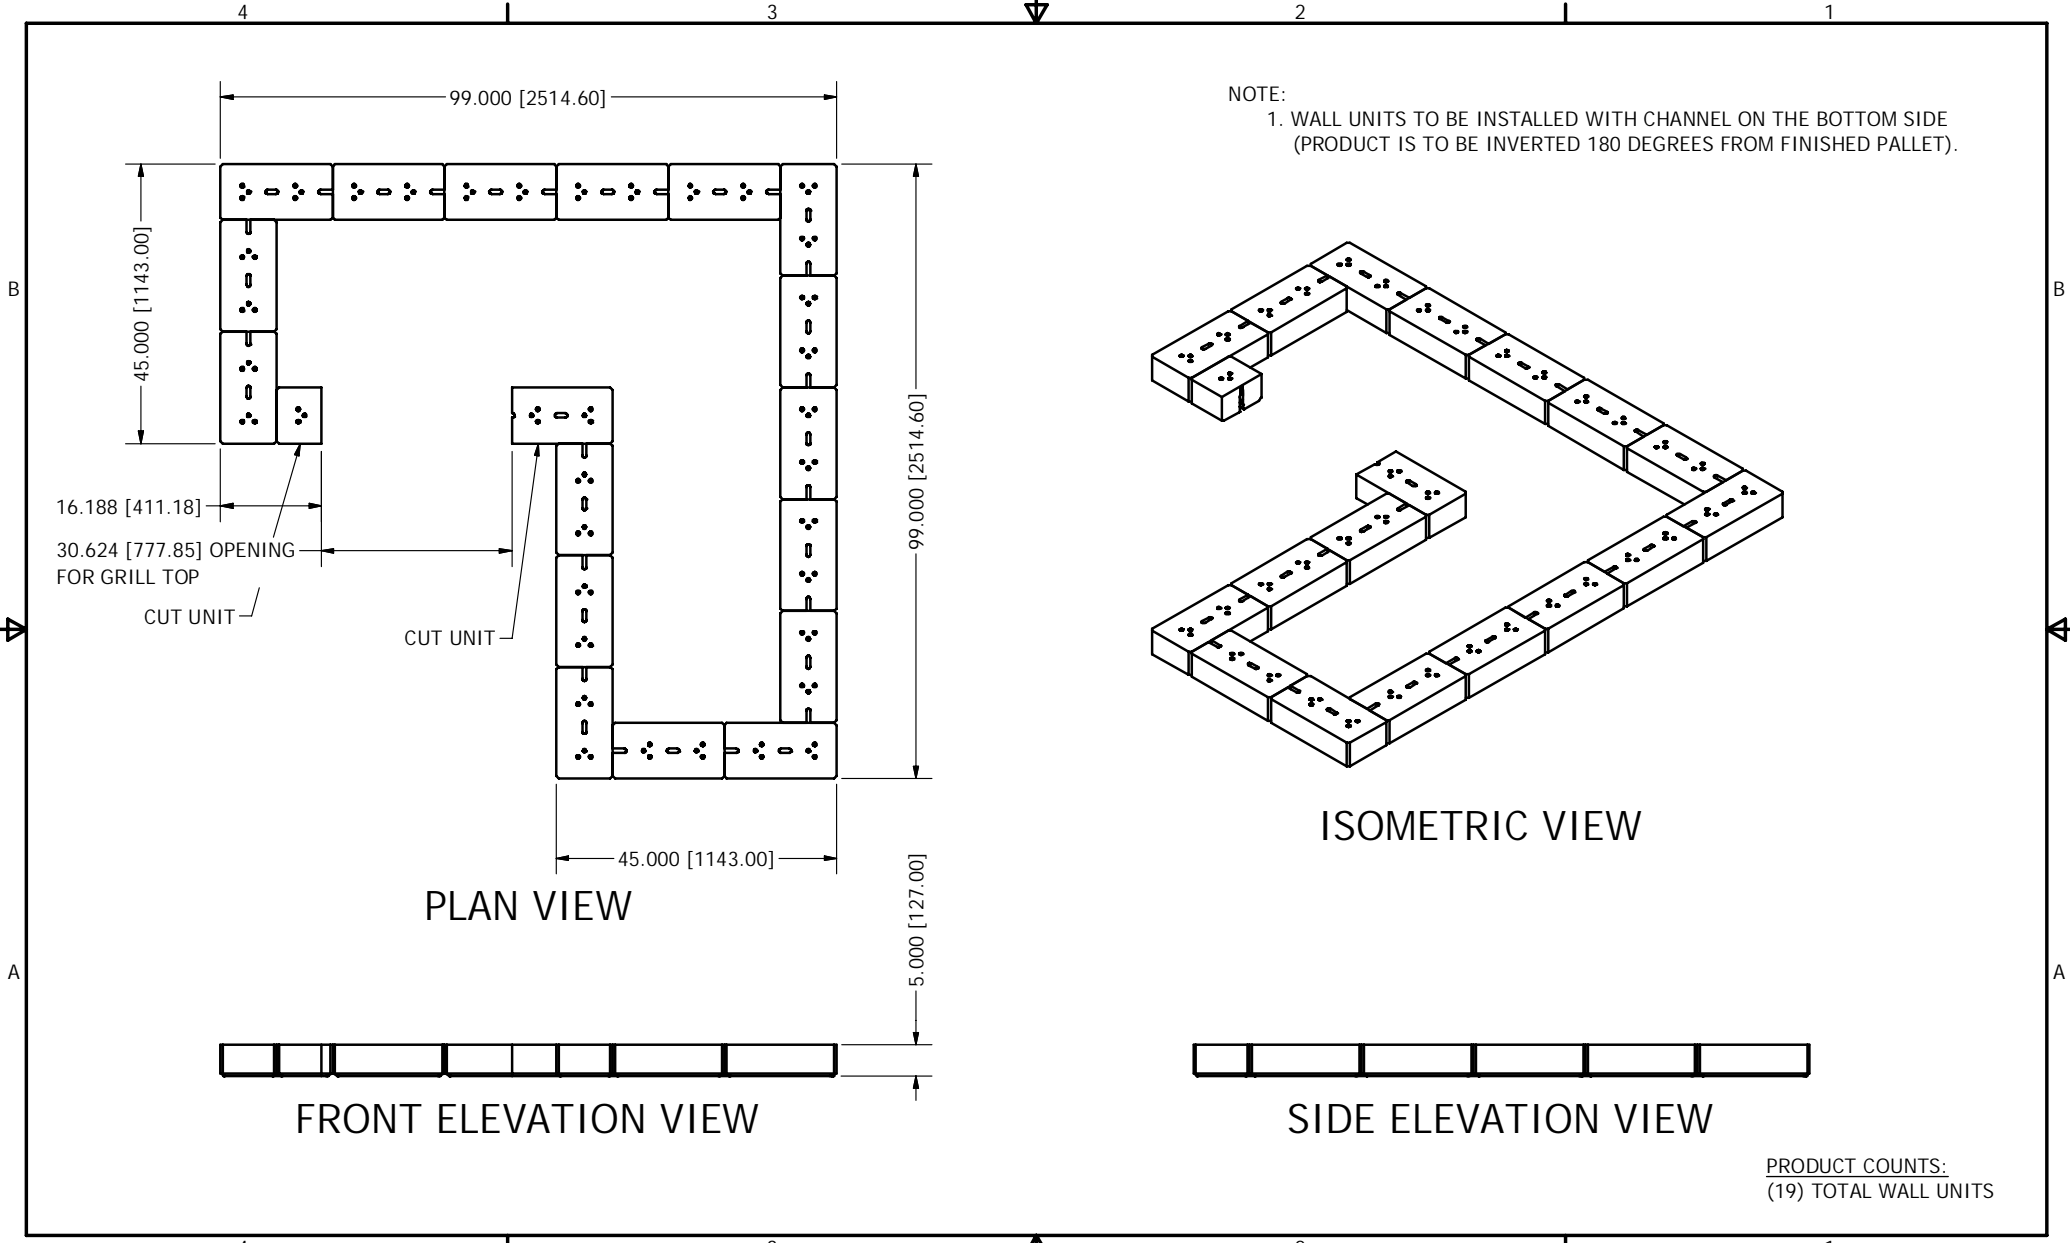 4 3 2 1
99.000 [2514.60]
NOTE:
1. WALL UNITS TO BE INSTALLED WITH CHANNEL ON THE BOTTOM SIDE
(PRODUCT IS TO BE INVERTED 180 DEGREES FROM FINISHED PALLET).
45.000 [1143.00]
B B
99.000 [2514.60]
16.188 [411.18]
30.624 [777.85] OPENING
FOR GRILL TOP
CUT UNIT
CUT UNIT
ISOMETRIC VIEW
45.000 [1143.00]
PLAN VIEW
5.000 [127.00]
A A
FRONT ELEVATION VIEW
SIDE ELEVATION VIEW
PRODUCT COUNTS:
(19) TOTAL WALL UNITS